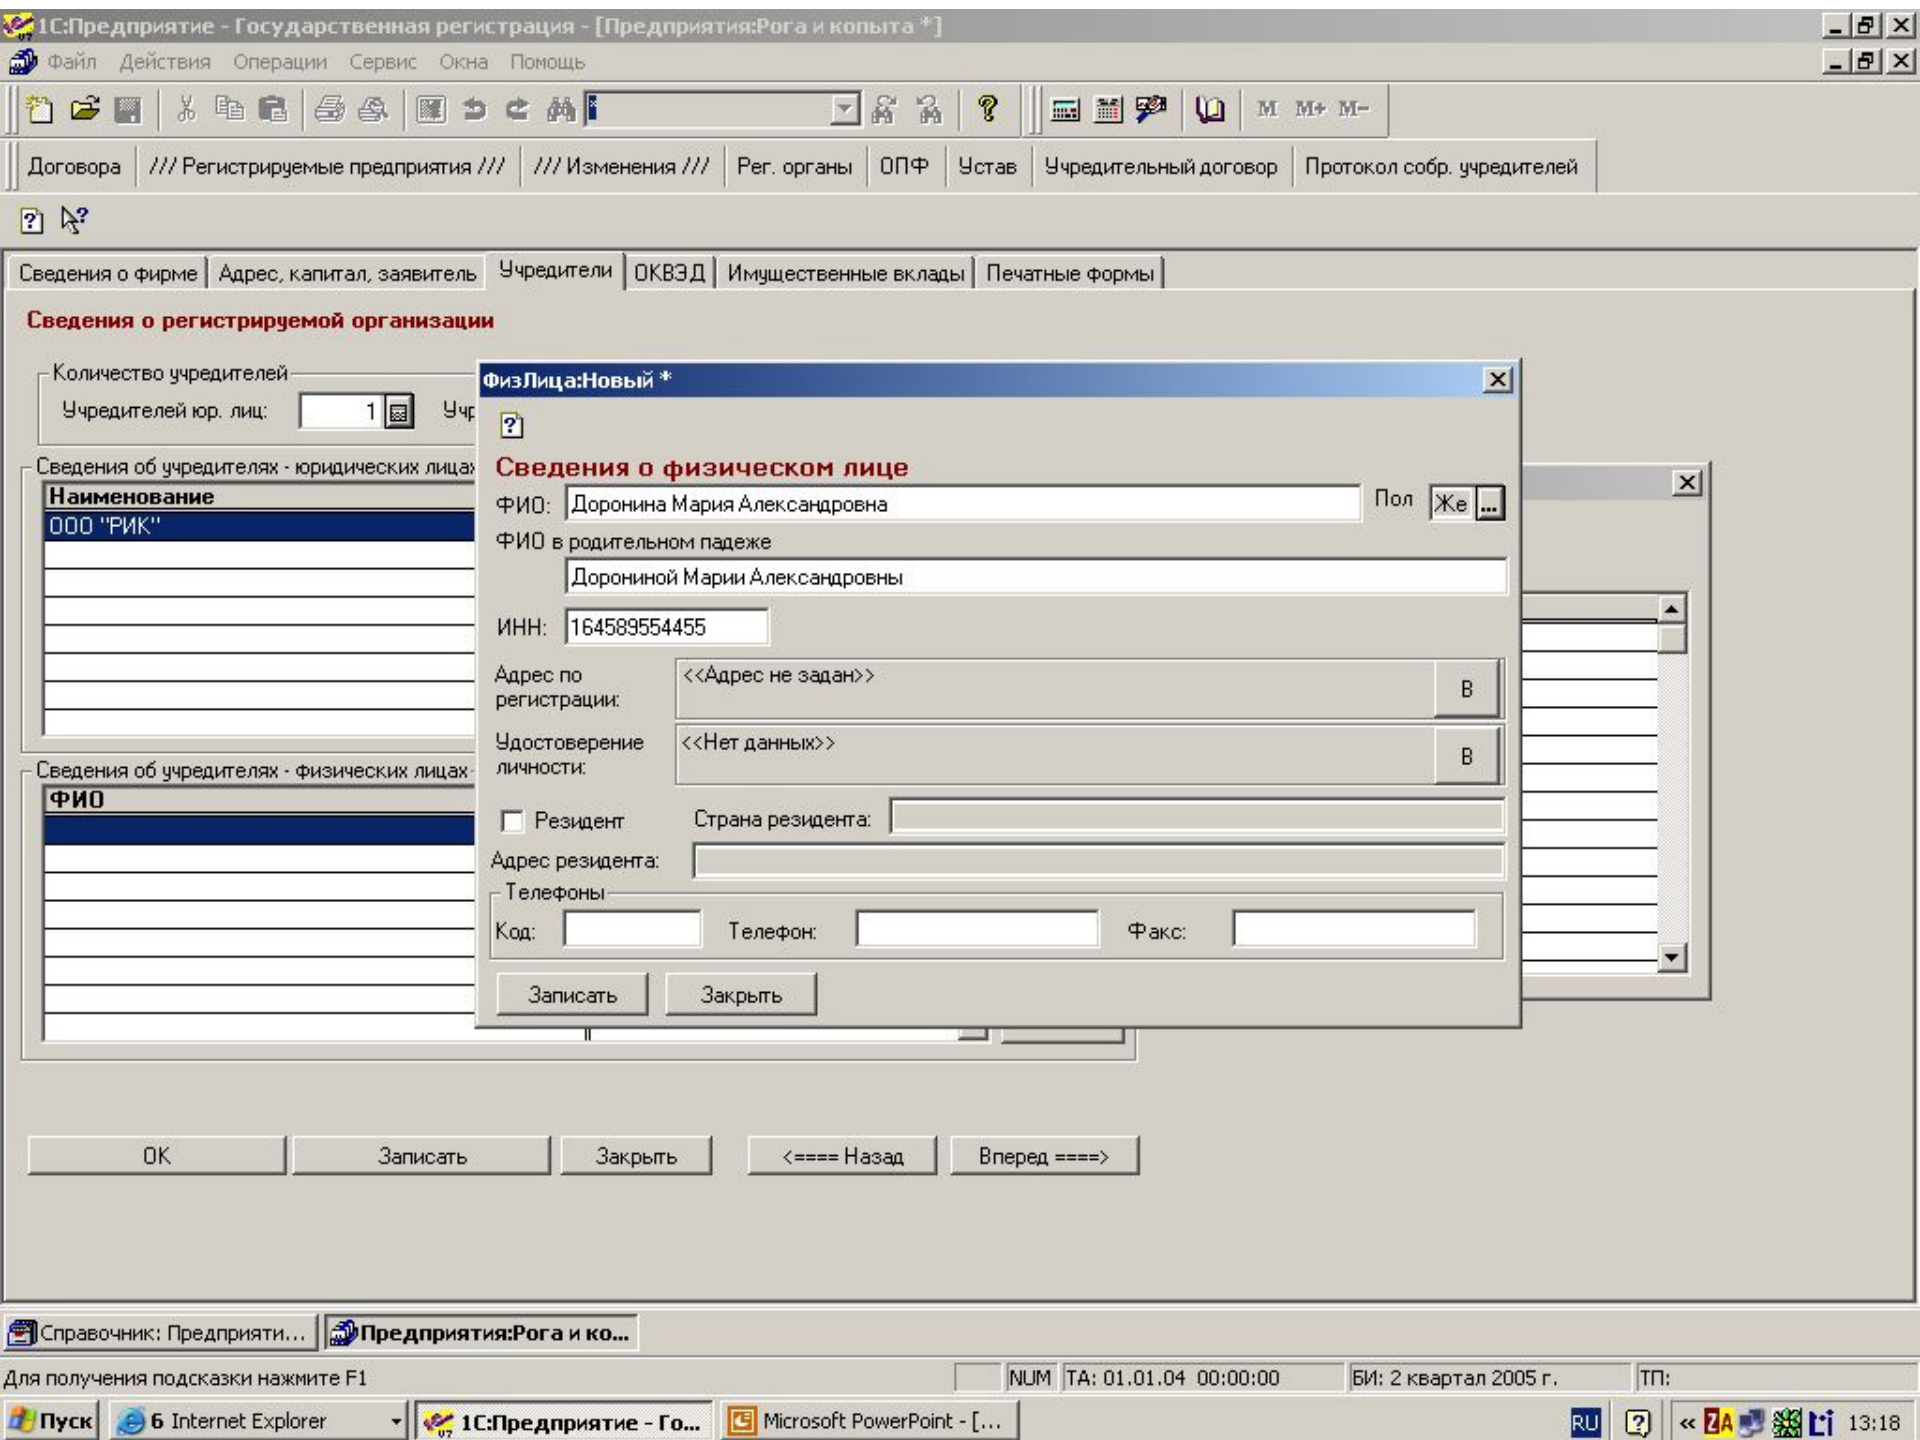 1С:Предприятие - Государственная регистрация - [Предприятия:Рога и копыта *]
Файл Действия Операции Сервис Окна Помощь
M M+ M-
Договора /// Регистрируемые предприятия /// /// Изменения /// Рег. органы ОПФ Устав Учредительный договор Протокол собр. учредителей
Сведения о фирме Адрес, капитал, заявитель Учредители ОКВЭД Имущественные вклады Печатные формы
Сведения о регистрируемой организации
Количество учредителей
Учредителей юр. лиц: 1
Сведения об учредителях - юридических лицах
Наименование
ООО "РИК"
Сведения об учредителях - физических лицах
ФИО
ФизЛица:Новый *
Сведения о физическом лице
ФИО: Доронина Мария Александровна Пол Же ...
ФИО в родительном падеже
Дорониной Марии Александровны
ИНН: 164589554455
Адрес по регистрации: <<Адрес не задан>> В
Удостоверение личности: <<Нет данных>> В
Резидент Страна резидента:
Адрес резидента:
Телефоны
Код: Телефон: Факс:
Записать Закрыть
OK Записать Закрыть <==== Назад Вперед ====>
Справочник: Предприяти... Предприятия:Рога и ко...
Для получения подсказки нажмите F1 NUM ТА: 01.01.04 00:00:00 БИ: 2 квартал 2005 г. ТП:
Пуск 6 Internet Explorer 1С:Предприятие - Го... Microsoft PowerPoint - [... RU « ZA 13:18